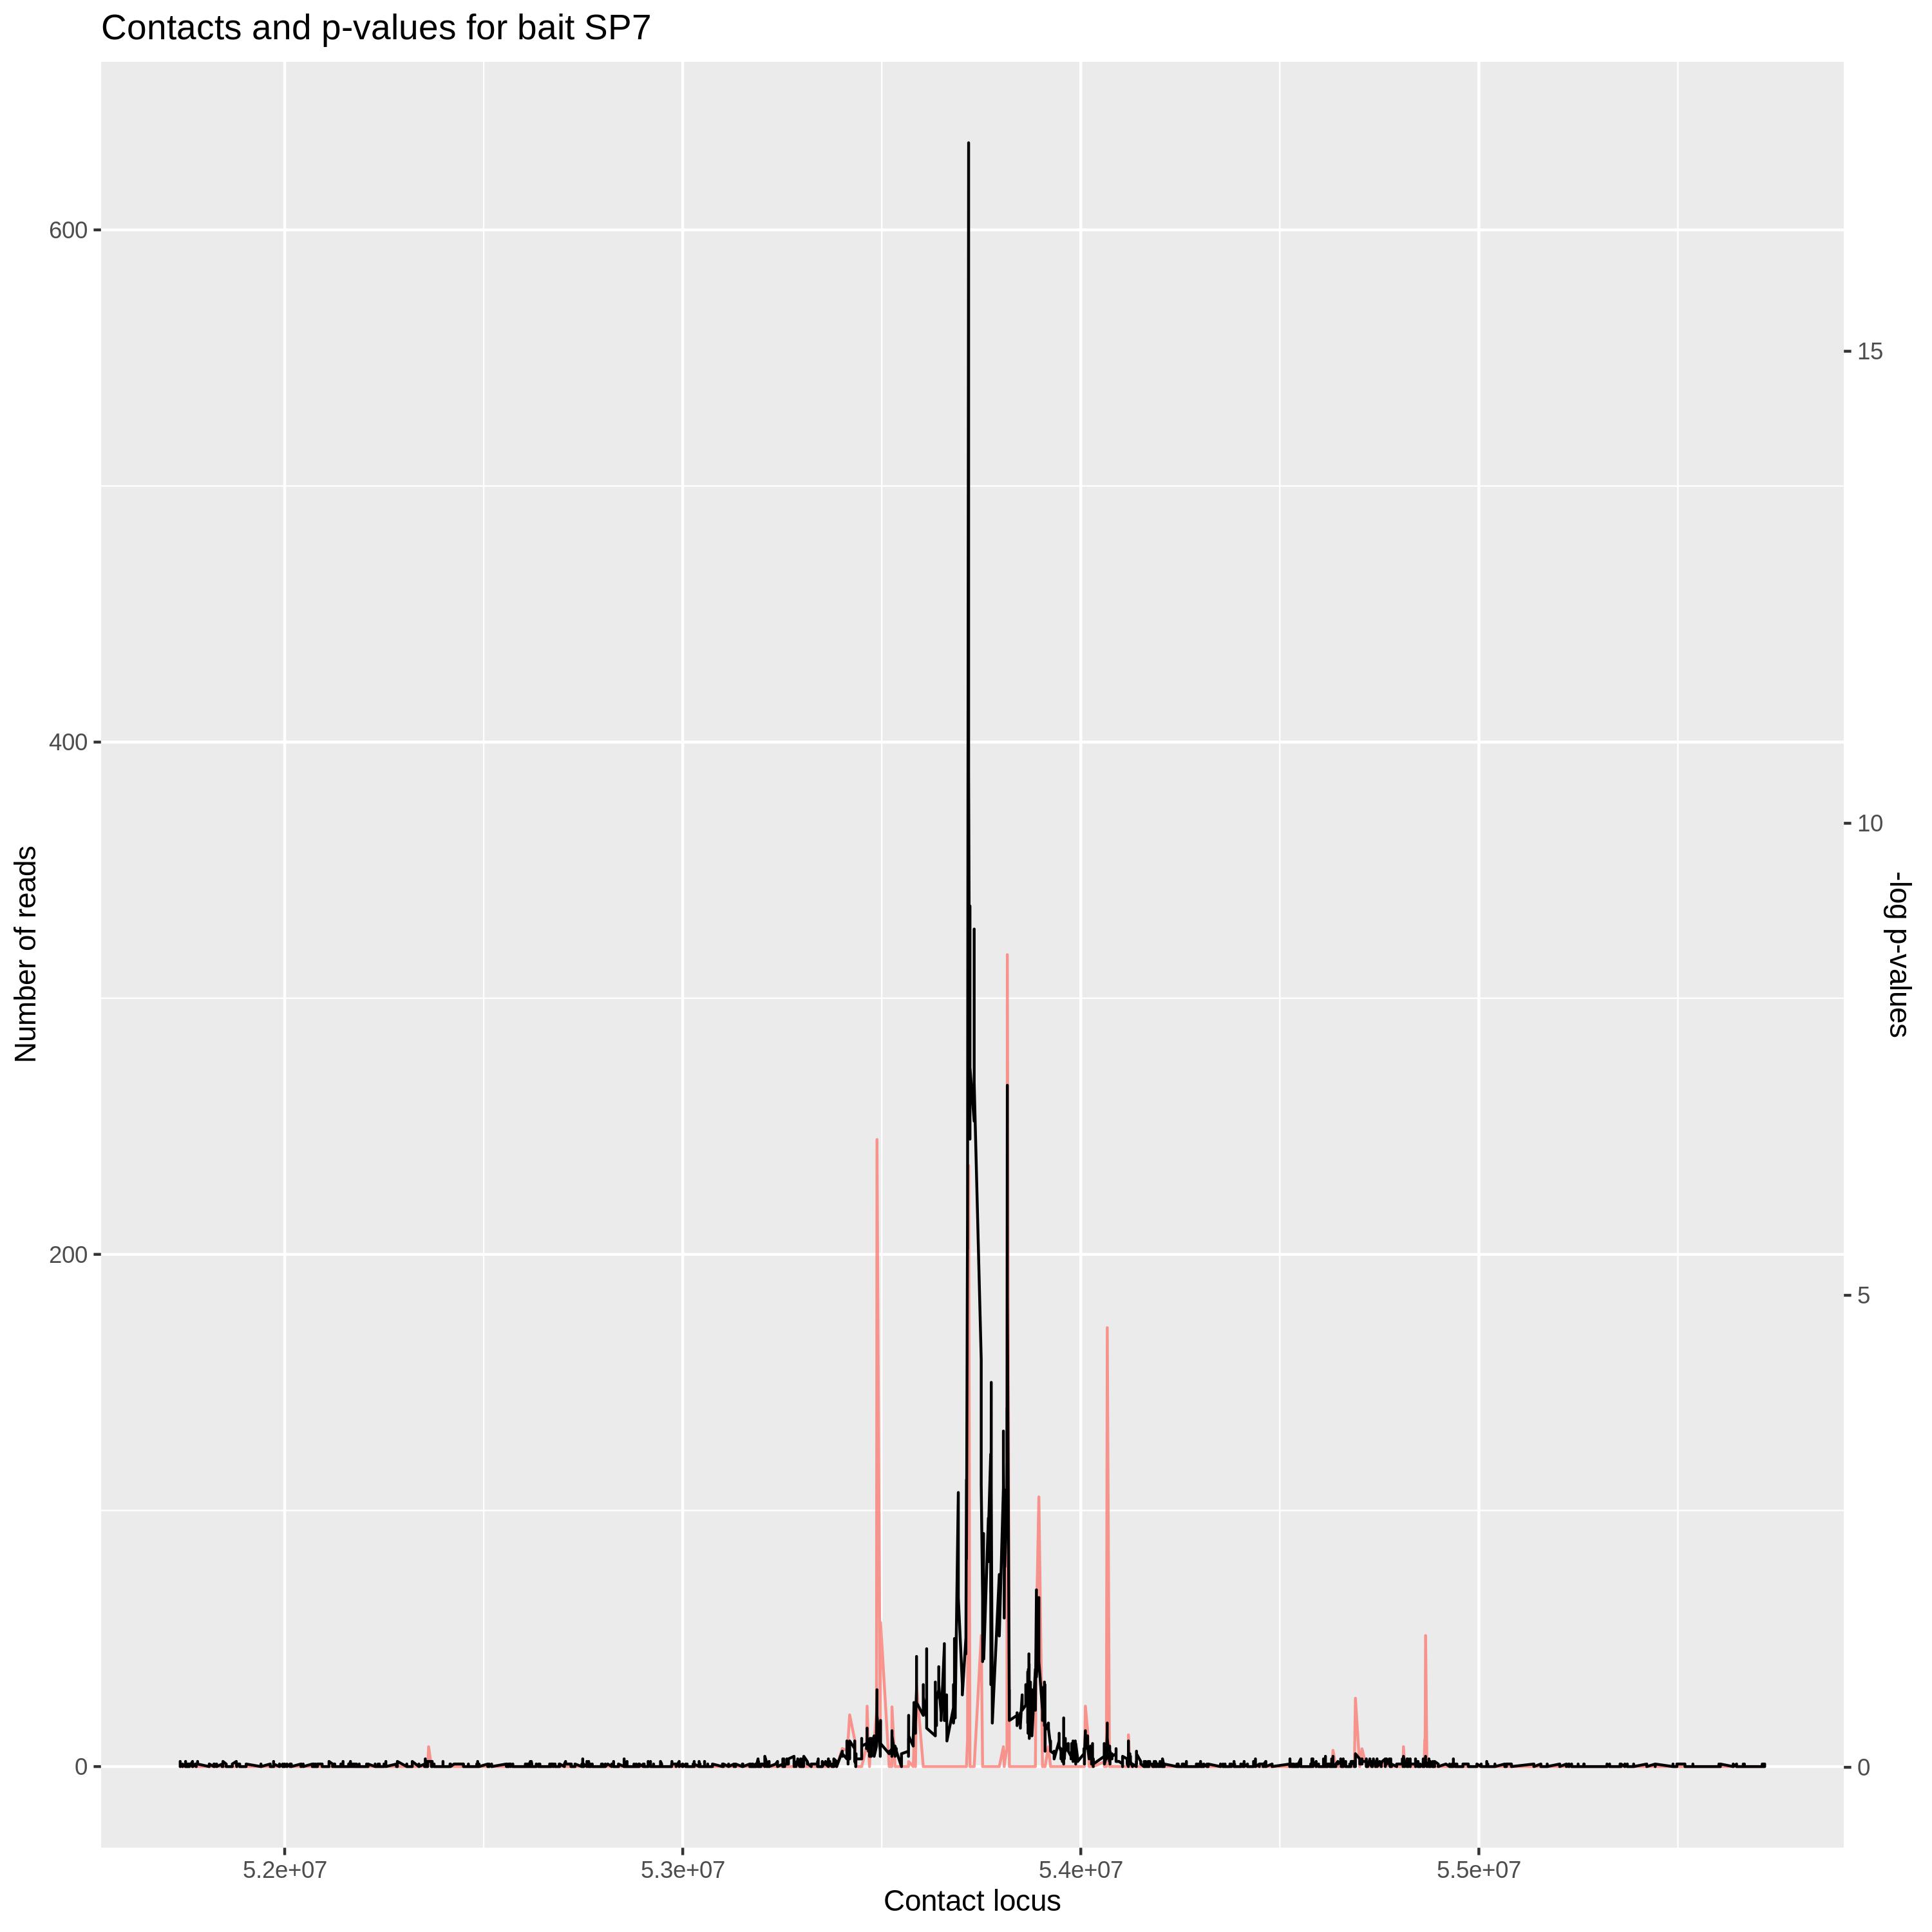 Contacts and p-values for bait SP7
600
400
200
0
15
10
5
0
Number of reads
-log p-values
5.2e+07
5.3e+07
5.4e+07
5.5e+07
Contact locus